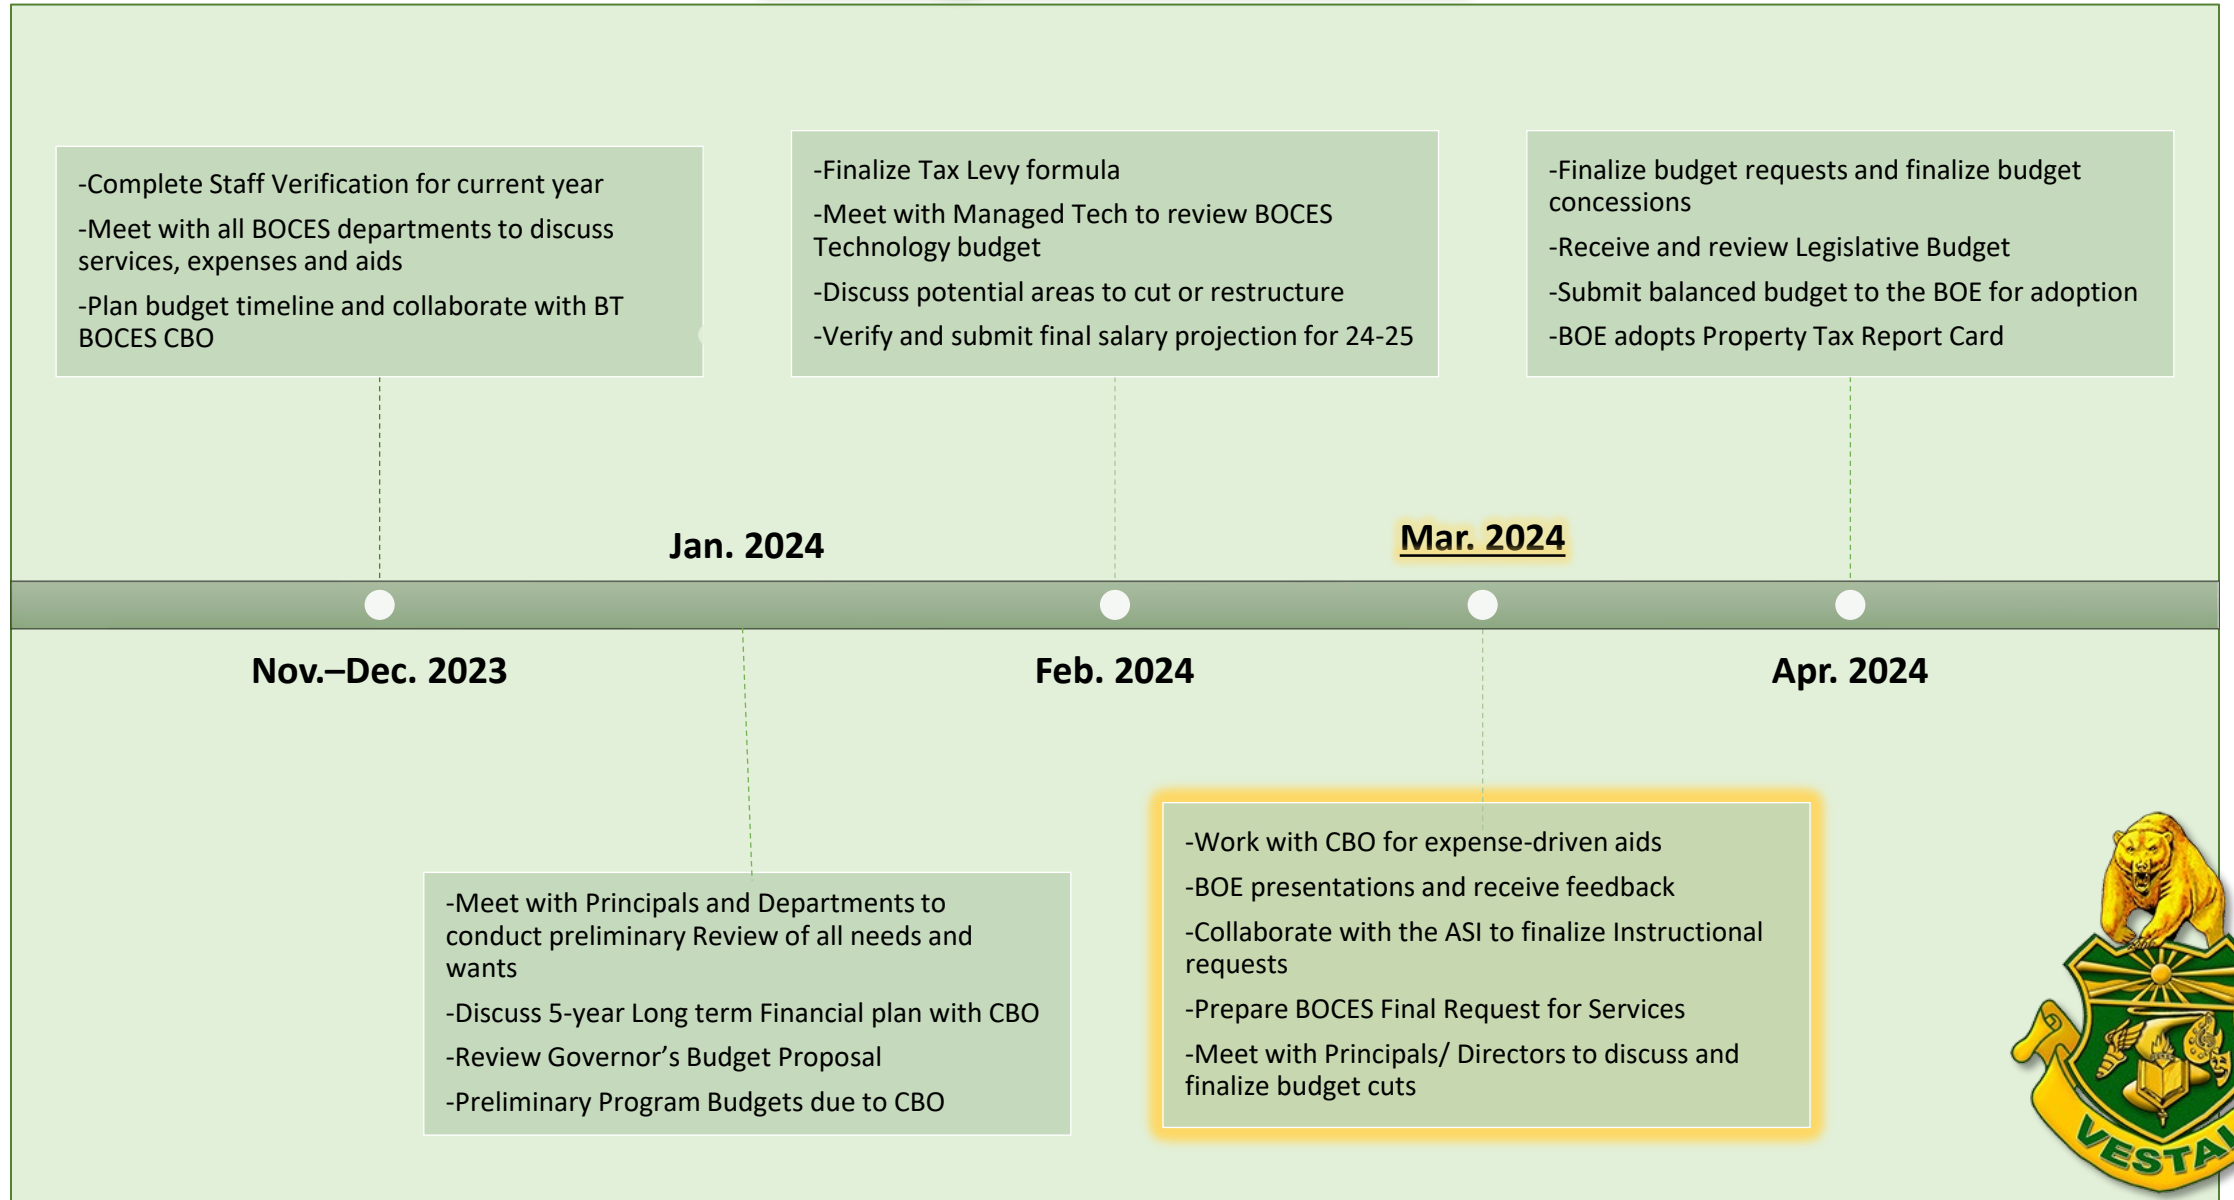 -Complete Staff Verification for current year
-Meet with all BOCES departments to discuss
services, expenses and aids
-Plan budget timeline and collaborate with BT
BOCES CBO
-Finalize Tax Levy formula
-Meet with Managed Tech to review BOCES
Technology budget
-Discuss potential areas to cut or restructure
-Verify and submit final salary projection for 24-25
-Finalize budget requests and finalize budget
concessions
-Receive and review Legislative Budget
-Submit balanced budget to the BOE for adoption
-BOE adopts Property Tax Report Card
Jan. 2024
Mar. 2024
Nov.–Dec. 2023
Feb. 2024
Apr. 2024
-Meet with Principals and Departments to
conduct preliminary Review of all needs and
wants
-Discuss 5-year Long term Financial plan with CBO
-Review Governor’s Budget Proposal
-Preliminary Program Budgets due to CBO
-Work with CBO for expense-driven aids
-BOE presentations and receive feedback
-Collaborate with the ASI to finalize Instructional
requests
-Prepare BOCES Final Request for Services
-Meet with Principals/ Directors to discuss and
finalize budget cuts
VESTAL